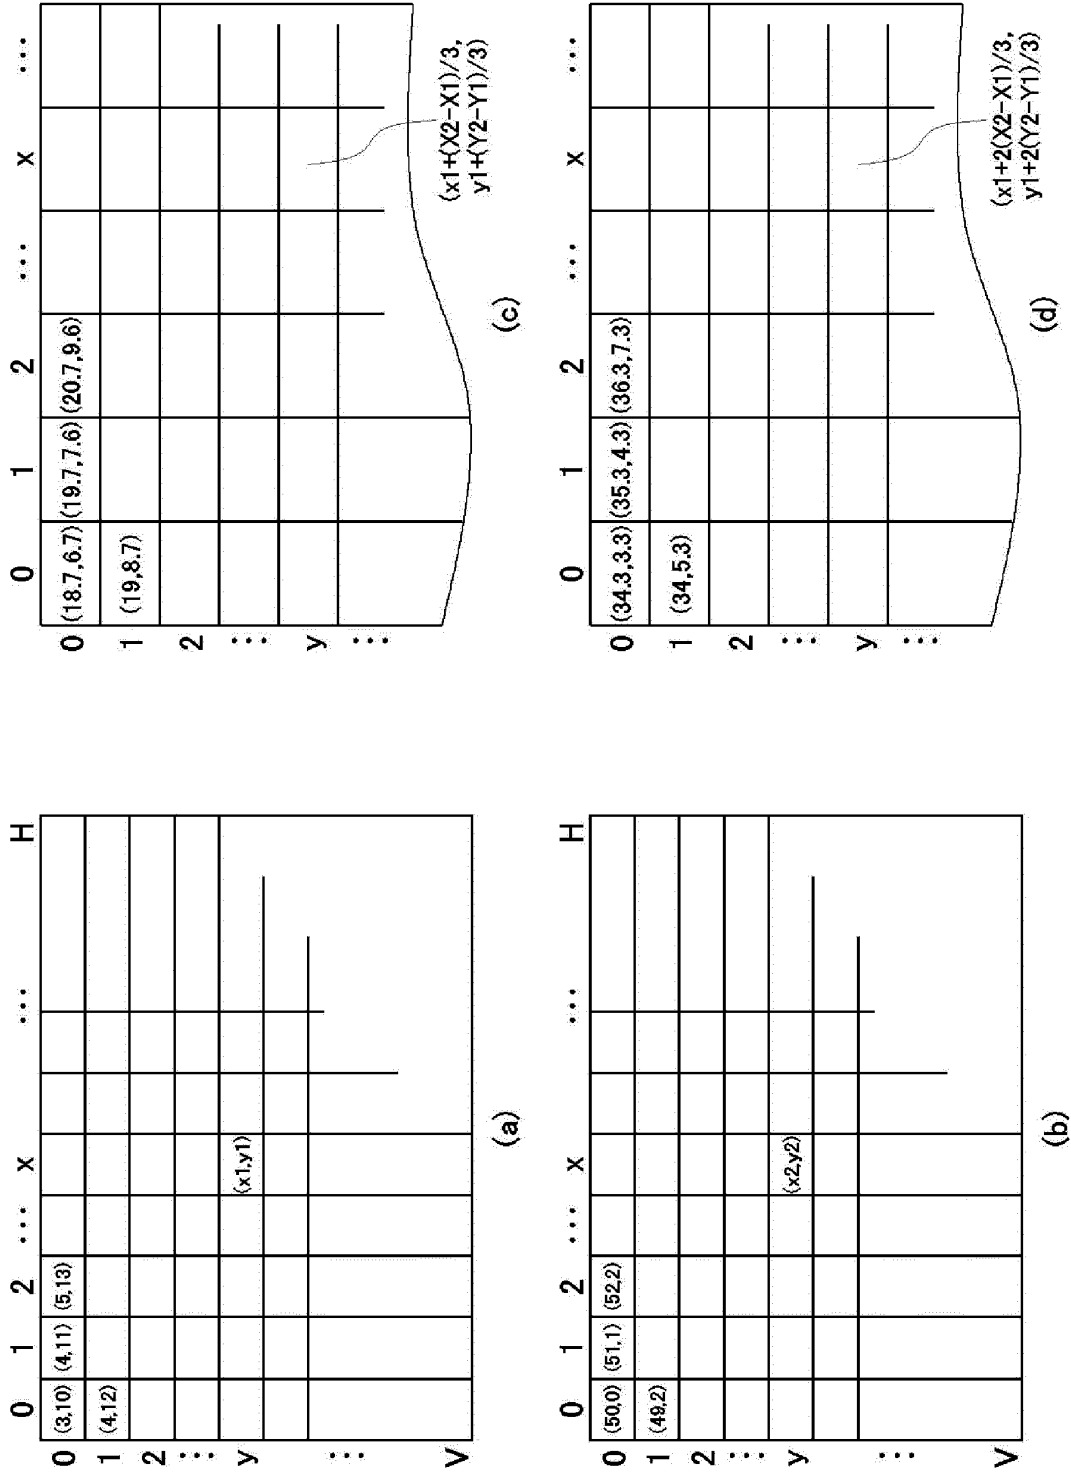 0 1 2 ... x ... H
0 (3,10) (4,11) (5,13)
1 (4,12)
2
...
y (x1,y1)
...
V
(a)
0 1 2 ... x ... H
0 (50,0) (51,1) (52,2)
1 (49,2)
2
...
y (x2,y2)
...
V
(b)
0 1 2 ... x ...
0 (18.7,6.7) (19.7,7.6) (20.7,9.6)
1 (19,8.7)
2
...
y
...
(x1+(X2-X1)/3,
y1+(Y2-Y1)/3)
(c)
0 1 2 ... x ...
0 (34.3,3.3) (35.3,4.3) (36.3,7.3)
1 (34,5.3)
2
...
y
...
(x1+2(X2-X1)/3,
y1+2(Y2-Y1)/3)
(d)